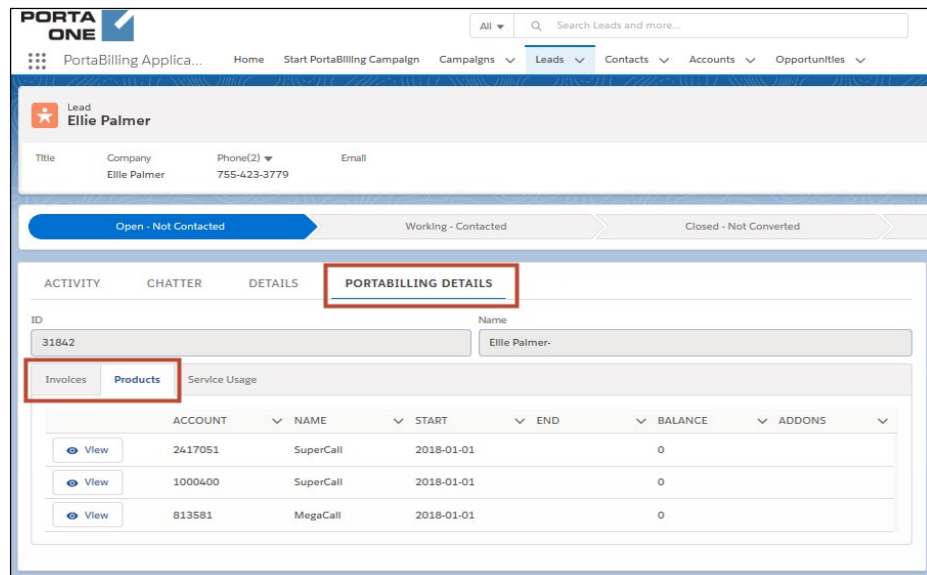 PORTA
ONE
All
Search Leads and more...
PortaBilling Applica... Home Start PortaBilling Campaign Campaigns Leads Contacts Accounts Opportunities
Lead
Ellie Palmer
Title Company Phone(2) Email
Ellie Palmer 755-423-3779
Open - Not Contacted Working - Contacted Closed - Not Converted
ACTIVITY CHATTER DETAILS PORTABILLING DETAILS
ID Name
31842 Ellie Palmer-
Invoices Products Service Usage
ACCOUNT NAME START END BALANCE ADDONS
View 2417051 SuperCall 2018-01-01 0
View 1000400 SuperCall 2018-01-01 0
View 813581 MegaCall 2018-01-01 0